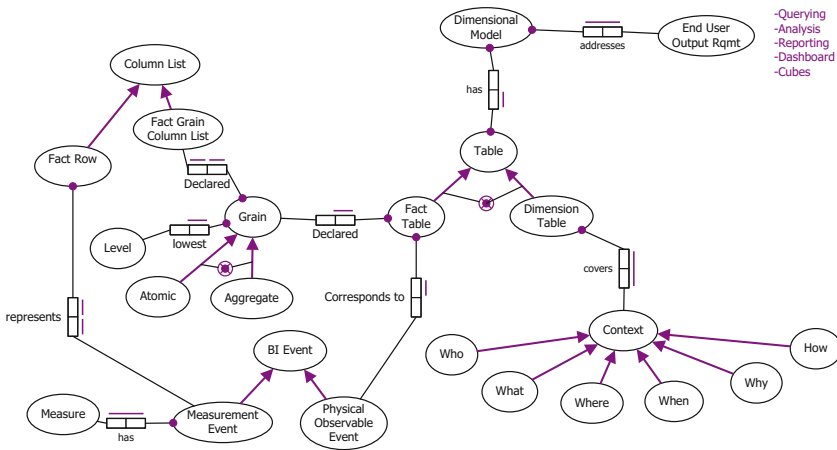 Dimensional
Model
addresses
End User
Output Rqmt
-Querying
-Analysis
-Reporting
-Dashboard
-Cubes
Column List
has
Fact Grain
Column List
Fact Row
Table
Declared
Grain
Declared
Fact
Table
Dimension
Table
Level
lowest
covers
Atomic
Aggregate
Corresponds to
represents
Context
BI Event
Who
What
Where
When
Why
How
Measure
has
Measurement
Event
Physical
Observable
Event